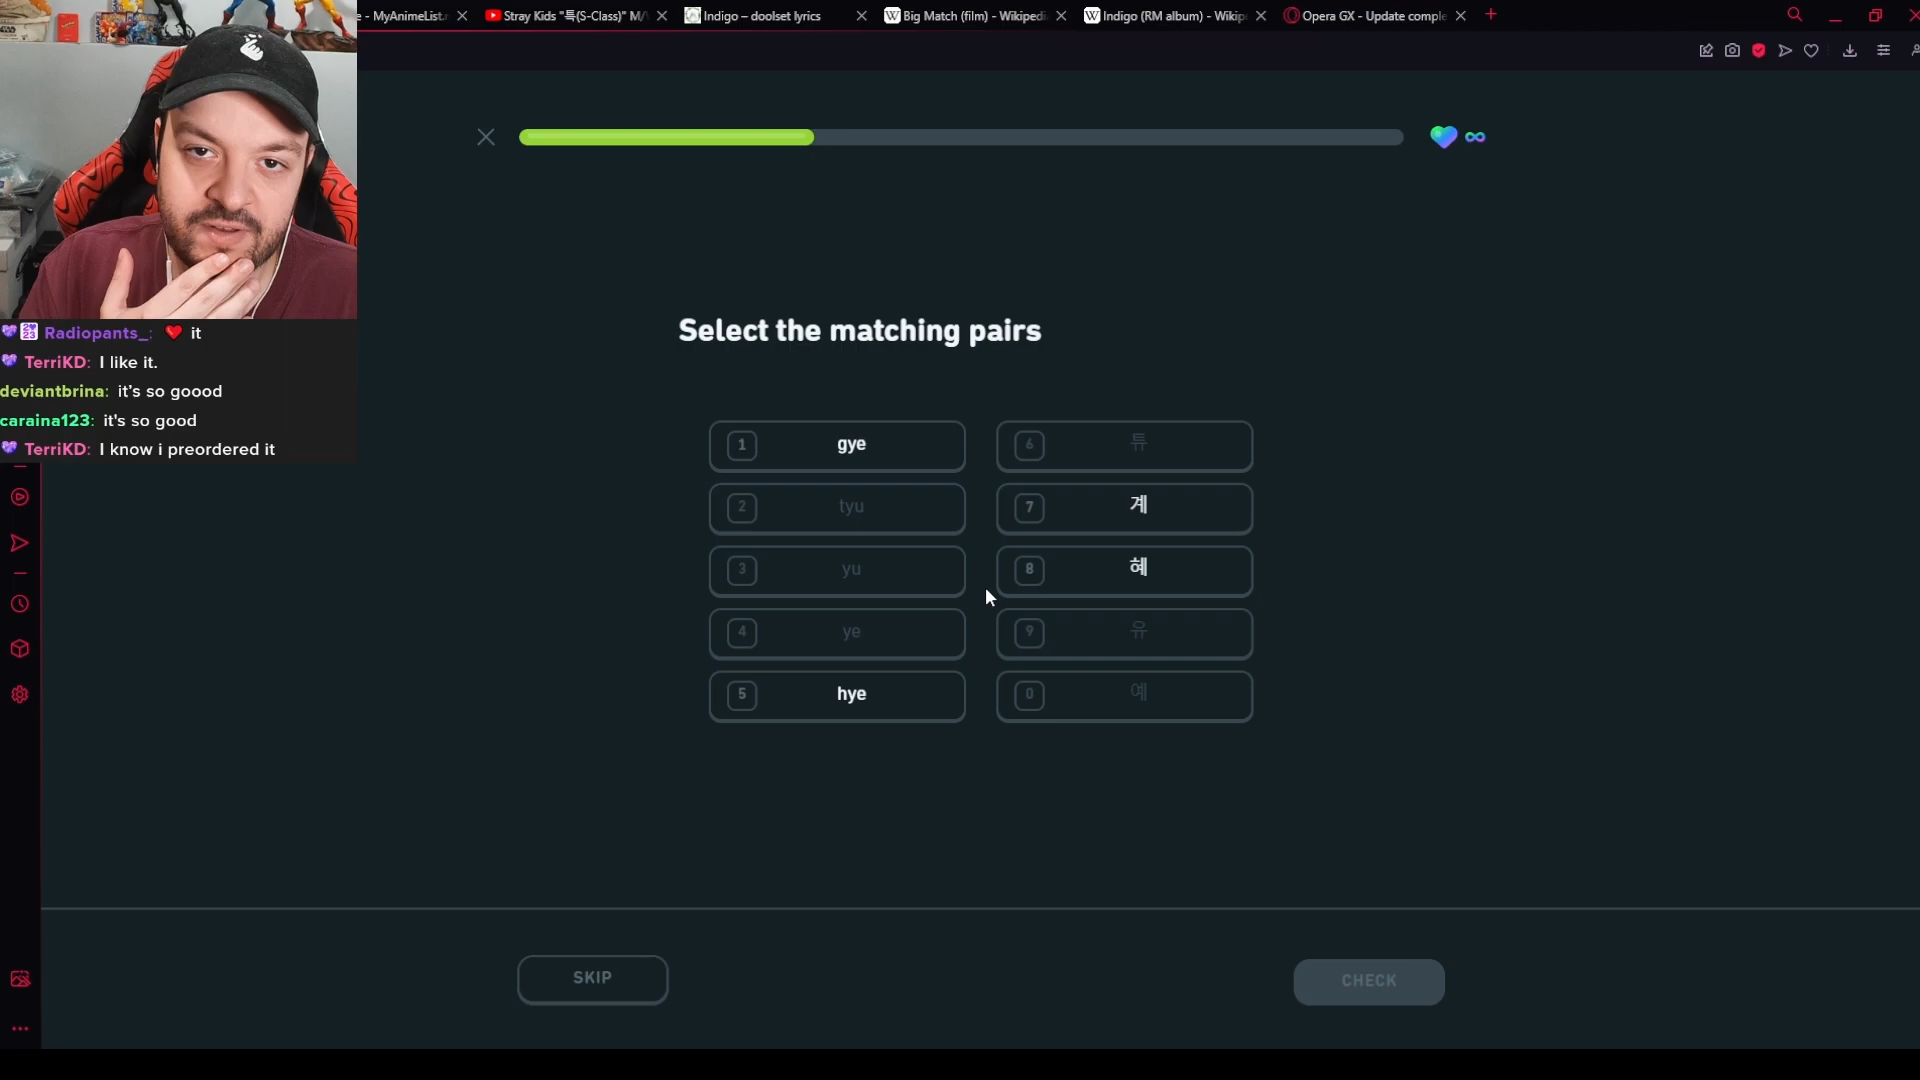 e - MyAnimeList.n
Stray Kids "특(S-Class)" M/V
Indigo – doolset lyrics
Big Match (film) - Wikipedi
Indigo (RM album) - Wikip
Opera GX - Update comple
Radiopants_: it
TerriKD: I like it.
deviantbrina: it's so goood
caraina123: it's so good
TerriKD: I know i preordered it
Select the matching pairs
1 gye
6 튜
2 tyu
7 계
3 yu
8 혜
4 ye
9 유
5 hye
0 예
SKIP
CHECK